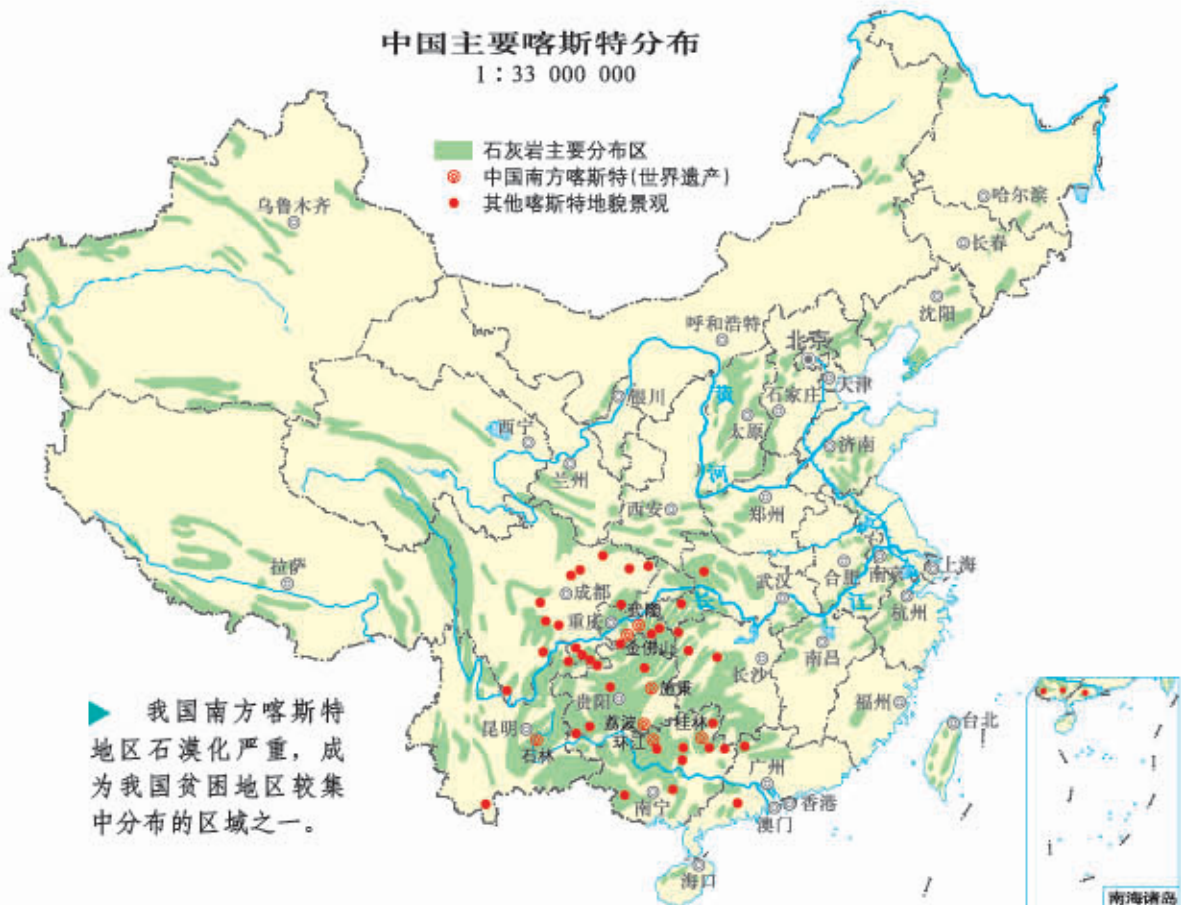 中国主要喀斯特分布
1∶33 000 000
石灰岩主要分布区
中国南方喀斯特(世界遗产)
其他喀斯特地貌景观
乌鲁木齐
哈尔滨
长春
沈阳
呼和浩特
北京
天津
银川
黄
石家庄
太原
西宁
济南
兰州
河
西安
郑州
拉萨
成都
武汉
合肥
南京
上海
长
江
杭州
重庆
武隆
金佛山
南昌
长沙
贵阳
施秉
福州
昆明
荔波
桂林
环江
石林
台北
广州
南宁
香港
澳门
海口
▶ 我国南方喀斯特
地区石漠化严重，成
为我国贫困地区较集
中分布的区域之一。
南海诸岛